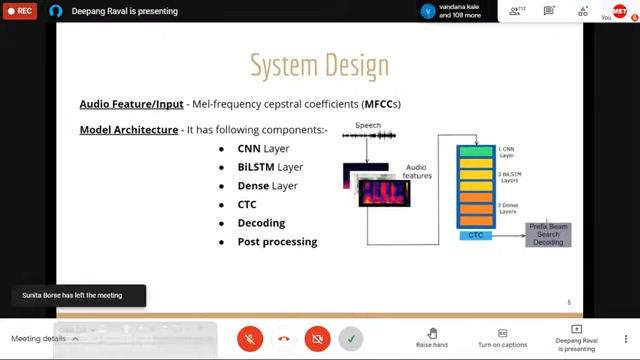 REC
Deepang Raval is presenting
vandana kale
and 108 more
112
You
MET
System Design
Audio Feature/Input - Mel-frequency cepstral coefficients (MFCCs)
Model Architecture - It has following components:-
● CNN Layer
● BiLSTM Layer
● Dense Layer
● CTC
● Decoding
● Post processing
Speech
Audio
features
1 CNN
Layer
3 BiLSTM
Layers
3 Dense
Layers
CTC
Prefix Beam
Search
Decoding
Sunita Borse has left the meeting
Meeting details
Raise hand
Turn on captions
Deepang Raval
is presenting